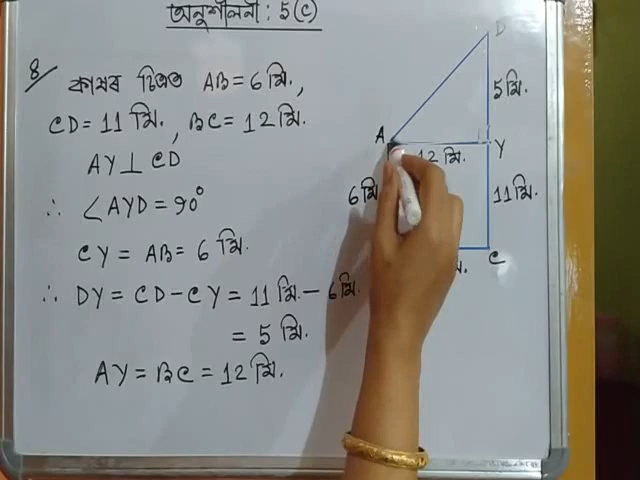 অনুশীলনী : 5(C)
8/ কাষৰ চিত্ৰত AB = 6 মি.,
CD = 11 মি., BC = 12 মি.
AY ⊥ CD
∴ ∠AYD = 90°
CY = AB = 6 মি.
∴ DY = CD - CY = 11 মি. - 6 মি.
= 5 মি.
AY = BC = 12 মি.
D
5 মি.
A
Y
12 মি.
6 মি
11 মি.
C